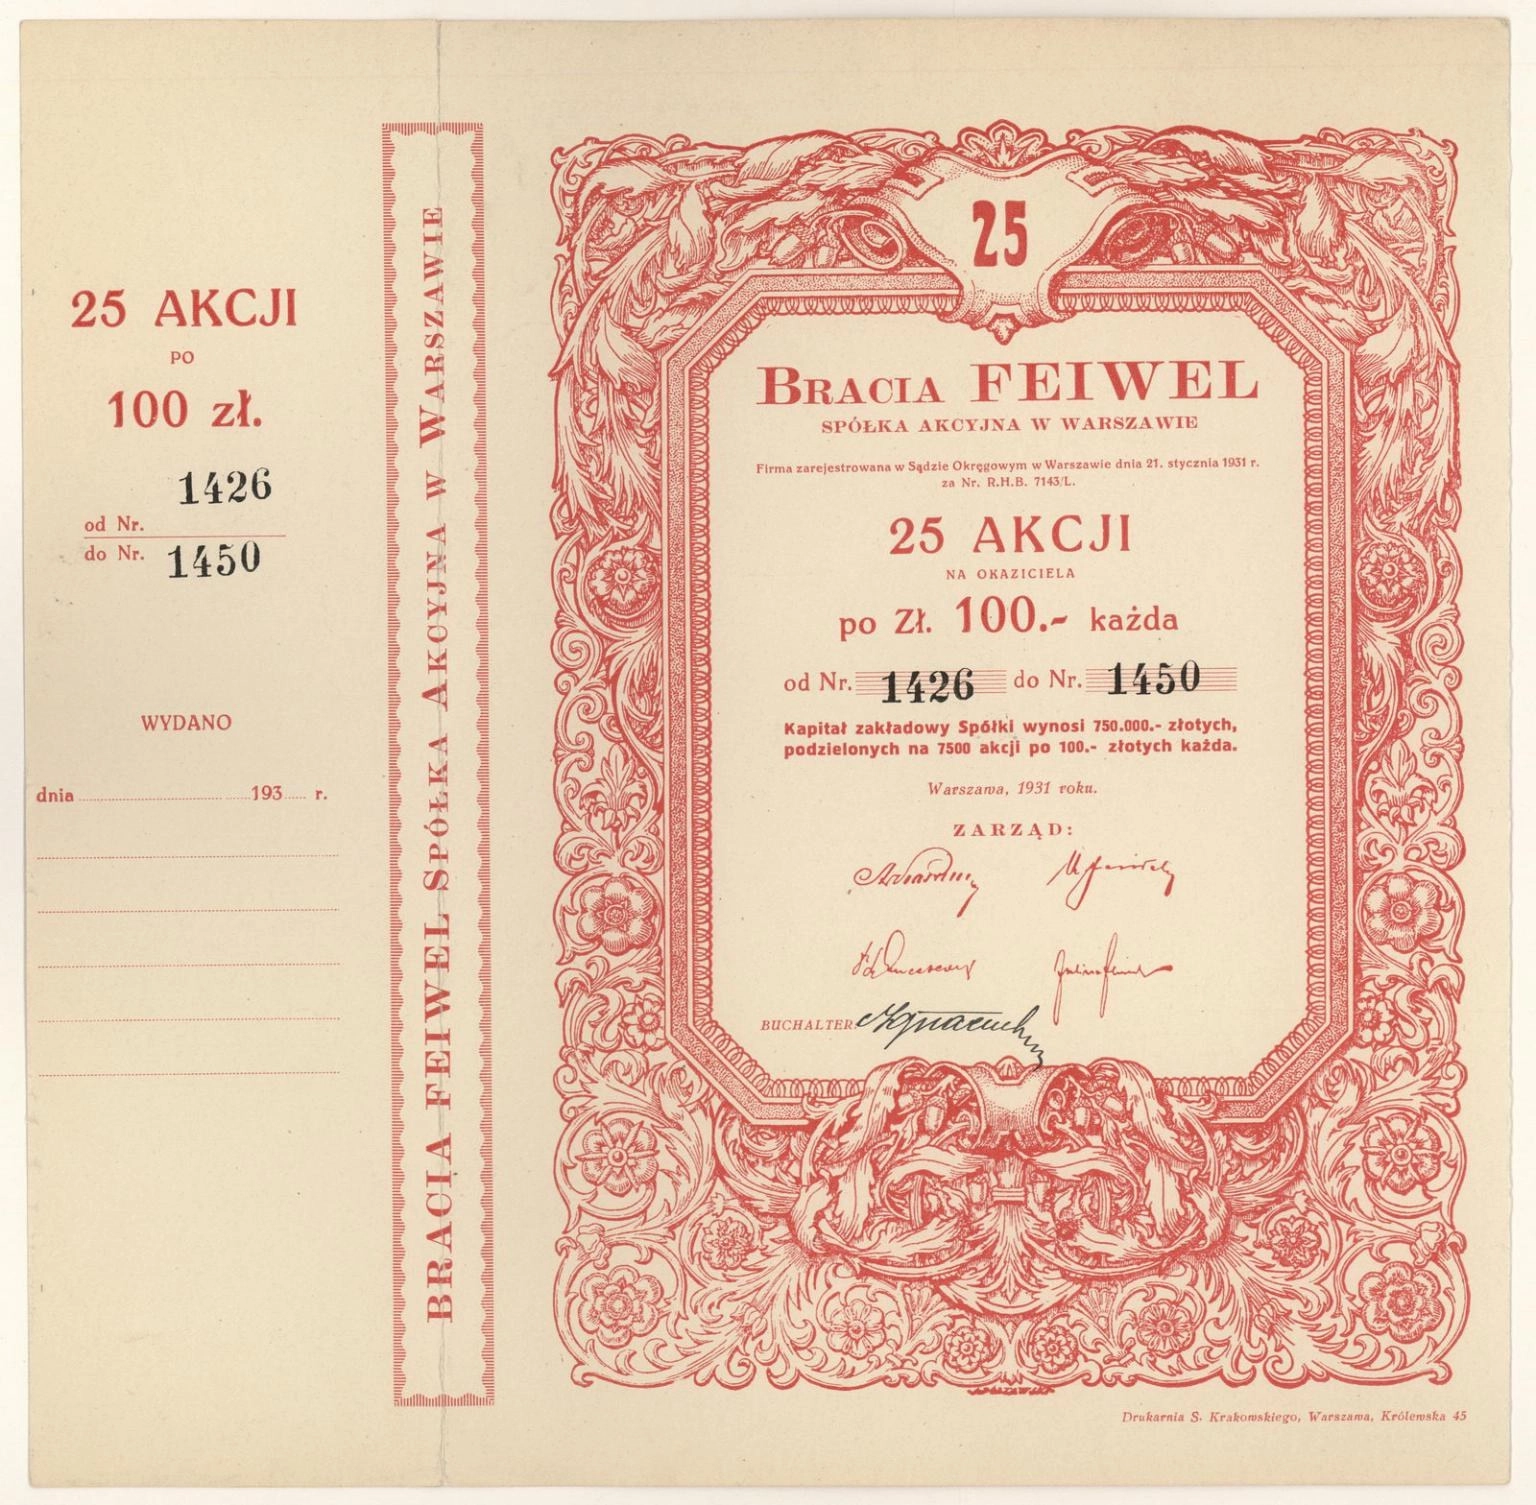 25 AKCJI
PO
100 zł.
1426
od Nr.
do Nr. 1450
WYDANO
dnia 193 r.
BRACIA FEIWEL SPÓŁKA AKCYJNA W WARSZAWIE
25
BRACIA FEIWEL
SPÓŁKA AKCYJNA W WARSZAWIE
Firma zarejestrowana w Sądzie Okręgowym w Warszawie dnia 21. stycznia 1931 r.
za Nr. R.H.B. 7143/L.
25 AKCJI
NA OKAZICIELA
po Zł. 100.- każda
od Nr. 1426 do Nr. 1450
Kapitał zakładowy Spółki wynosi 750.000.- złotych,
podzielonych na 7500 akcji po 100.- złotych każda.
Warszawa, 1931 roku.
ZARZĄD:
BUCHALTER
Drukarnia S. Krakowskiego, Warszawa, Królewska 45